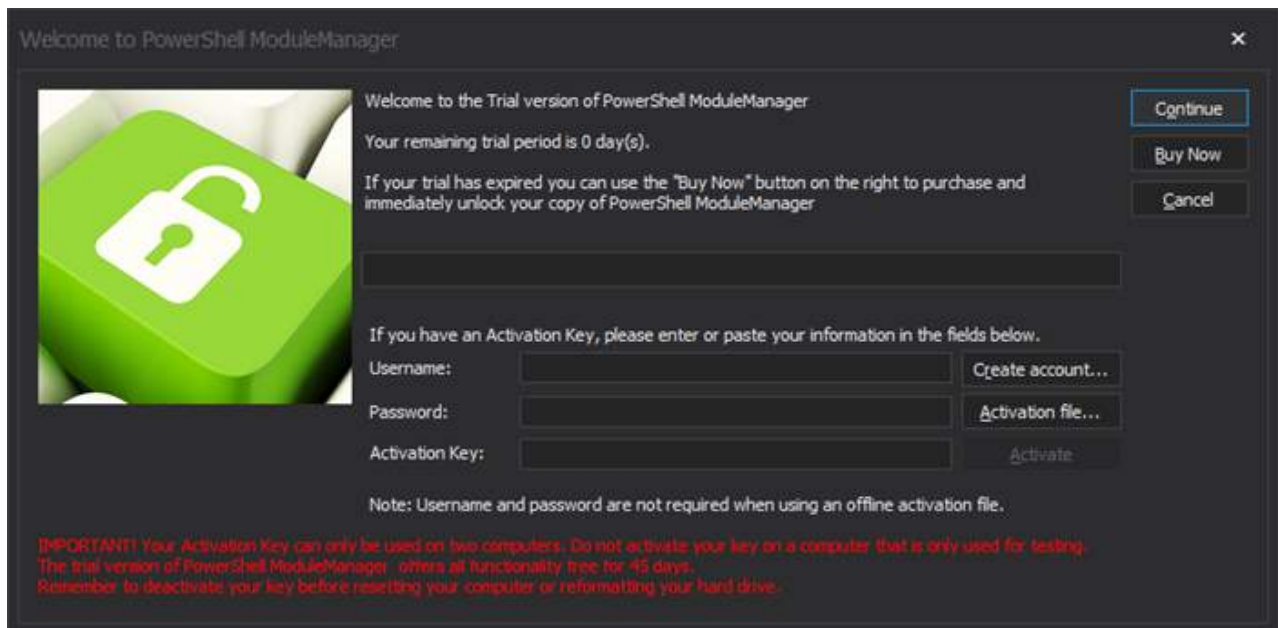 Welcome to PowerShell ModuleManager
Welcome to the Trial version of PowerShell ModuleManager
Continue
Your remaining trial period is 0 day(s).
Buy Now
If your trial has expired you can use the "Buy Now" button on the right to purchase and
immediately unlock your copy of PowerShell ModuleManager
Cancel
If you have an Activation Key, please enter or paste your information in the fields below.
Username:
Create account...
Password:
Activation file...
Activation Key:
Activate
Note: Username and password are not required when using an offline activation file.
IMPORTANT! Your Activation Key can only be used on two computers. Do not activate your key on a computer that is only used for testing.
The trial version of PowerShell ModuleManager offers all functionality free for 45 days.
Remember to deactivate your key before resetting your computer or reformatting your hard drive.